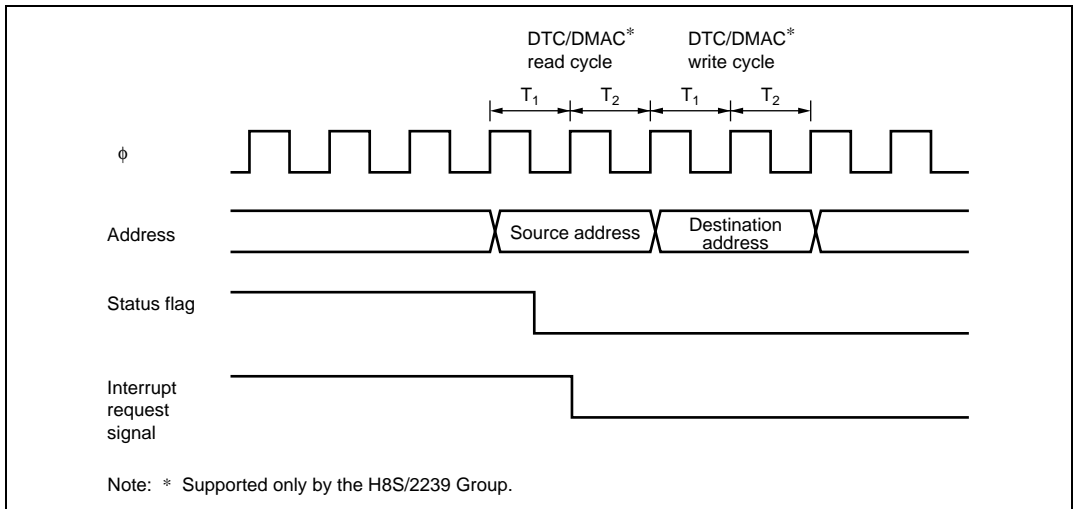 DTC/DMAC* DTC/DMAC*
read cycle write cycle
T1 T2 T1 T2
ϕ
Address Source address Destination address
Status flag
Interrupt
request
signal
Note: * Supported only by the H8S/2239 Group.